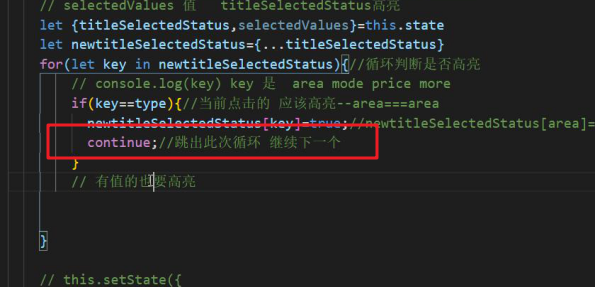 // selectedValues 值   titleSelectedStatus高亮
let {titleSelectedStatus,selectedValues}=this.state
let newtitleSelectedStatus={...titleSelectedStatus}
for(let key in newtitleSelectedStatus){//循环判断是否高亮
// console.log(key) key 是  area mode price more
if(key==type){//当前点击的 应该高亮--area===area
newtitleSelectedStatus[key]=true;//newtitleSelectedStatus[area]=
continue;//跳出此次循环 继续下一个
}
// 有值的也要高亮
}
// this.setState({